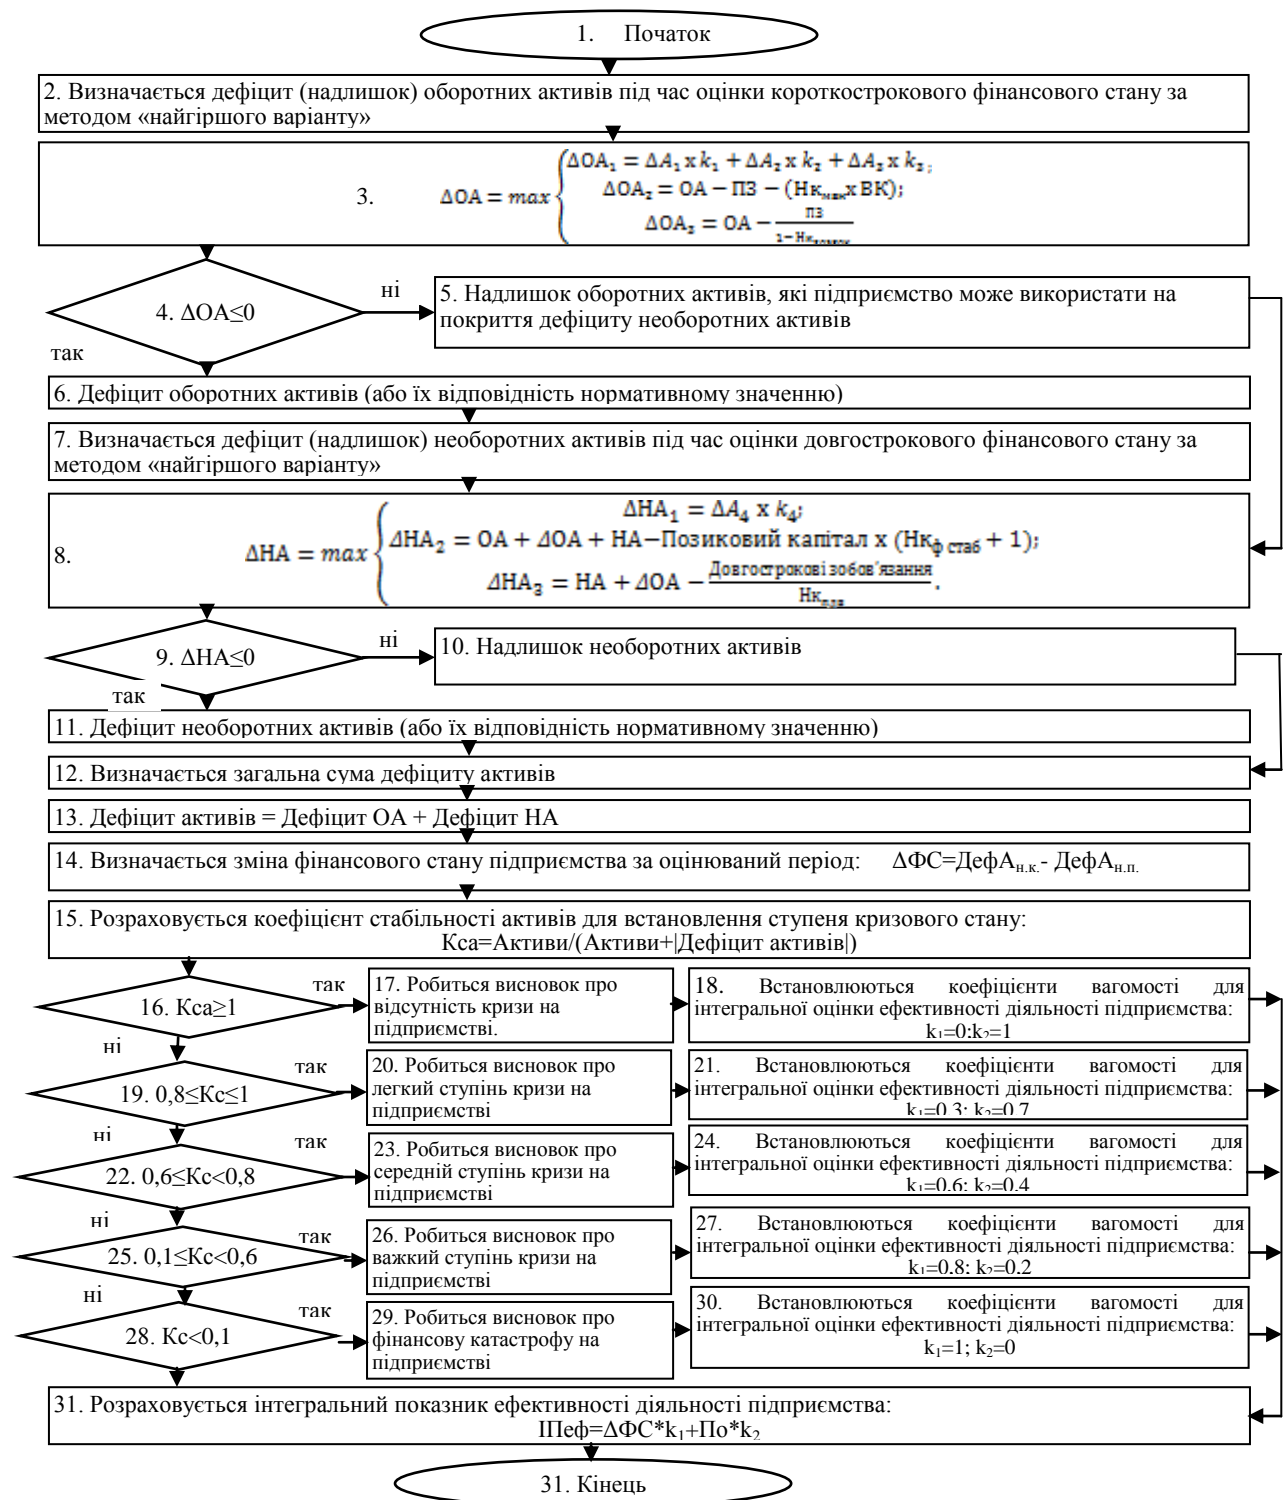 1. Початок
2. Визначається дефіцит (надлишок) оборотних активів під час оцінки короткострокового фінансового стану за
методом «найгіршого варіанту»
3.
ΔОА = max
ΔОА₁ = ΔA₁ x k₁ + ΔA₂ x k₂ + ΔA₃ x k₃;
ΔОА₂ = ОА − ПЗ − (Нк x ВК);
ΔОА₃ = ОА − ПЗ / 1−Нк
4. ΔОА≤0
ні
5. Надлишок оборотних активів, які підприємство може використати на
покриття дефіциту необоротних активів
так
6. Дефіцит оборотних активів (або їх відповідність нормативному значенню)
7. Визначається дефіцит (надлишок) необоротних активів під час оцінки довгострокового фінансового стану за
методом «найгіршого варіанту»
8.
ΔНА = max
ΔНА₁ = ΔA₄ x k₄;
ΔНА₂ = ОА + ΔОА + НА−Позиковий капітал x (Нкф стаб + 1);
ΔНА₃ = НА + ΔОА − Довгострокові зобов'язання / Нк.
9. ΔНА≤0
ні
10. Надлишок необоротних активів
так
11. Дефіцит необоротних активів (або їх відповідність нормативному значенню)
12. Визначається загальна сума дефіциту активів
13. Дефіцит активів = Дефіцит ОА + Дефіцит НА
14. Визначається зміна фінансового стану підприємства за оцінюваний період: ΔФС=ДефАн.к.- ДефАн.п.
15. Розраховується коефіцієнт стабільності активів для встановлення ступеня кризового стану:
Кса=Активи/(Активи+|Дефіцит активів|)
16. Кса≥1
так
17. Робиться висновок про
відсутність кризи на
підприємстві.
18. Встановлюються коефіцієнти вагомості для
інтегральної оцінки ефективності діяльності підприємства:
k₁=0;k₂=1
ні
19. 0,8≤Кс≤1
так
20. Робиться висновок про
легкий ступінь кризи на
підприємстві
21. Встановлюються коефіцієнти вагомості для
інтегральної оцінки ефективності діяльності підприємства:
k₁=0.3; k₂=0.7
ні
22. 0,6≤Кс<0,8
так
23. Робиться висновок про
середній ступінь кризи на
підприємстві
24. Встановлюються коефіцієнти вагомості для
інтегральної оцінки ефективності діяльності підприємства:
k₁=0.6; k₂=0.4
ні
25. 0,1≤Кс<0,6
так
26. Робиться висновок про
важкий ступінь кризи на
підприємстві
27. Встановлюються коефіцієнти вагомості для
інтегральної оцінки ефективності діяльності підприємства:
k₁=0.8; k₂=0.2
ні
28. Кс<0,1
так
29. Робиться висновок про
фінансову катастрофу на
підприємстві
30. Встановлюються коефіцієнти вагомості для
інтегральної оцінки ефективності діяльності підприємства:
k₁=1; k₂=0
31. Розраховується інтегральний показник ефективності діяльності підприємства:
ІПеф=ΔФС*k₁+По*k₂
31. Кінець